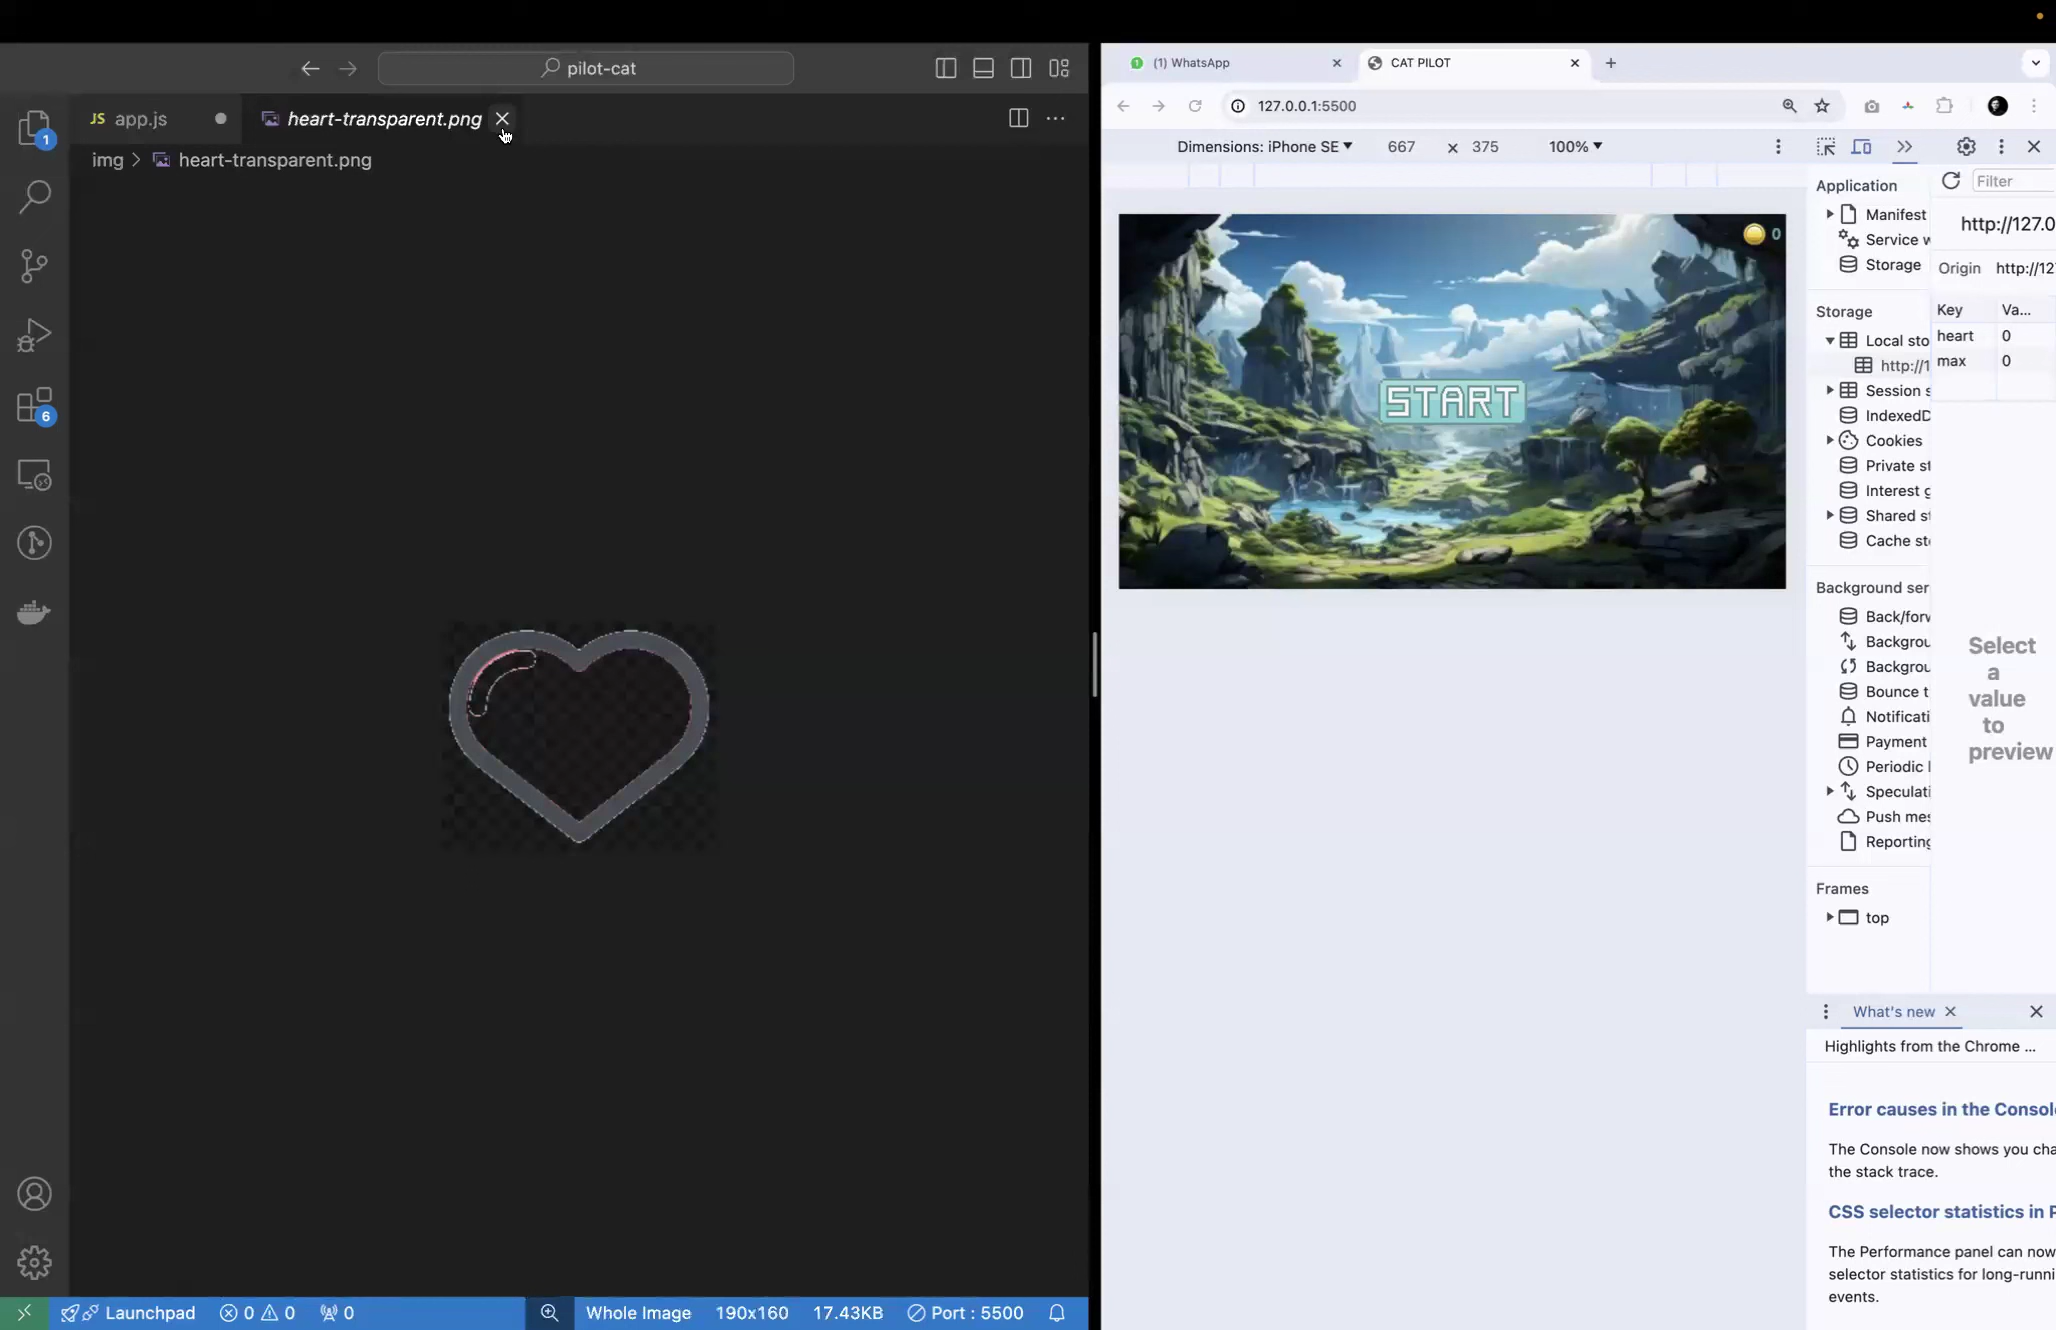 pilot-cat
JS app.js
heart-transparent.png
img > heart-transparent.png
1
6
Launchpad
0 0
0
Whole Image
190x160
17.43KB
Port : 5500
(1) WhatsApp
CAT PILOT
127.0.0.1:5500
Dimensions: iPhone SE
667 x 375
100%
0
START
Application
Manifest
Service w
Storage
Storage
Local sto
http://1
Session s
IndexedD
Cookies
Private st
Interest g
Shared st
Cache sto
Background ser
Back/forw
Backgrou
Backgrou
Bounce t
Notificati
Payment
Periodic
Speculati
Push mes
Reporting
Frames
top
Filter
http://127.0
Origin http://12
Key Va...
heart 0
max 0
Select
a
value
to
preview
What's new
Highlights from the Chrome ...
Error causes in the Consol
The Console now shows you cha
the stack trace.
CSS selector statistics in P
The Performance panel can now
selector statistics for long-runni
events.